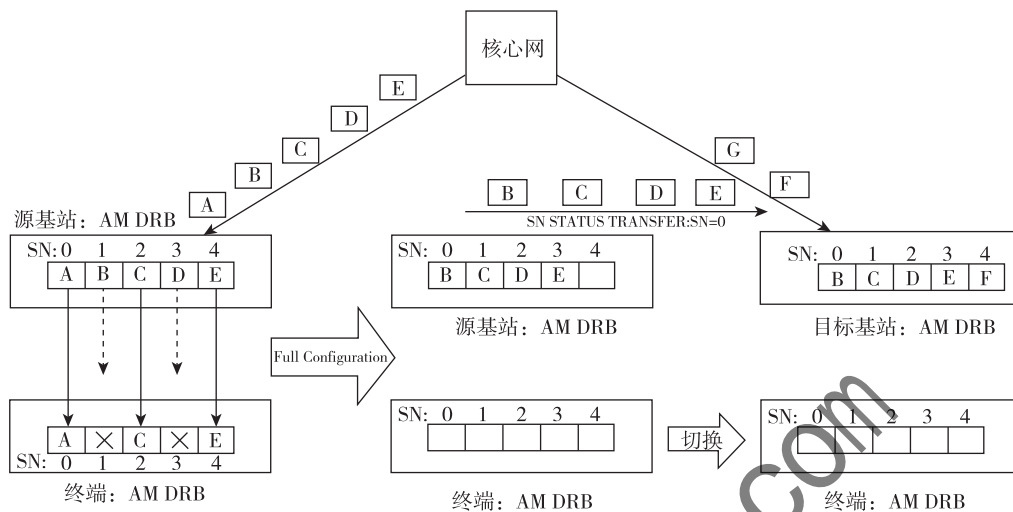 核心网
E
D
C
B
A
G
F
B C D E
SN STATUS TRANSFER:SN=0
源基站：AM DRB
SN: 0 1 2 3 4
A B C D E
SN: 0 1 2 3 4
B C D E
源基站：AM DRB
SN: 0 1 2 3 4
B C D E F
目标基站：AM DRB
Full Configuration
A × C × E
SN: 0 1 2 3 4
终端：AM DRB
SN: 0 1 2 3 4
终端：AM DRB
切换
SN: 0 1 2 3 4
终端：AM DRB
com